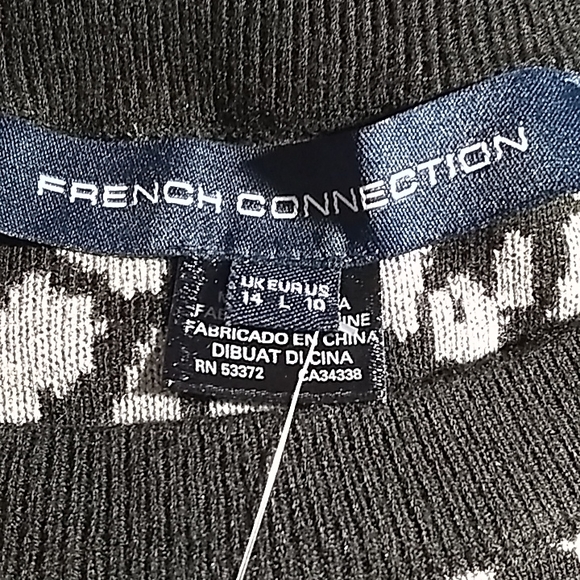 FRENCH CONNECTION
UK EUR US
14 L 10
FABRICADO EN CHINA
DIBUAT DI CINA
RN 53372 CA34338